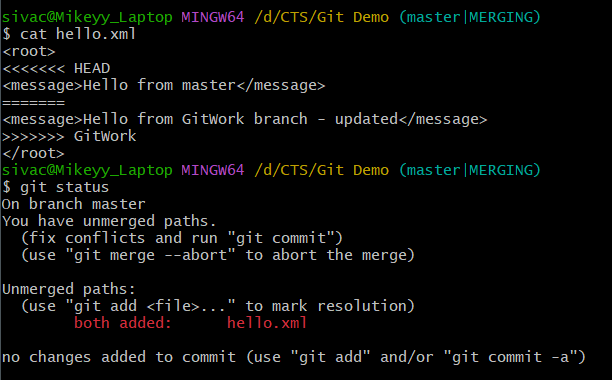 sivac@Mikeyy_Laptop MINGW64 /d/CTS/Git Demo (master|MERGING)
$ cat hello.xml
<root>
<<<<<<< HEAD
<message>Hello from master</message>
=======
<message>Hello from GitWork branch - updated</message>
>>>>>>> GitWork
</root>
sivac@Mikeyy_Laptop MINGW64 /d/CTS/Git Demo (master|MERGING)
$ git status
On branch master
You have unmerged paths.
  (fix conflicts and run "git commit")
  (use "git merge --abort" to abort the merge)

Unmerged paths:
  (use "git add <file>..." to mark resolution)
        both added:      hello.xml

no changes added to commit (use "git add" and/or "git commit -a")